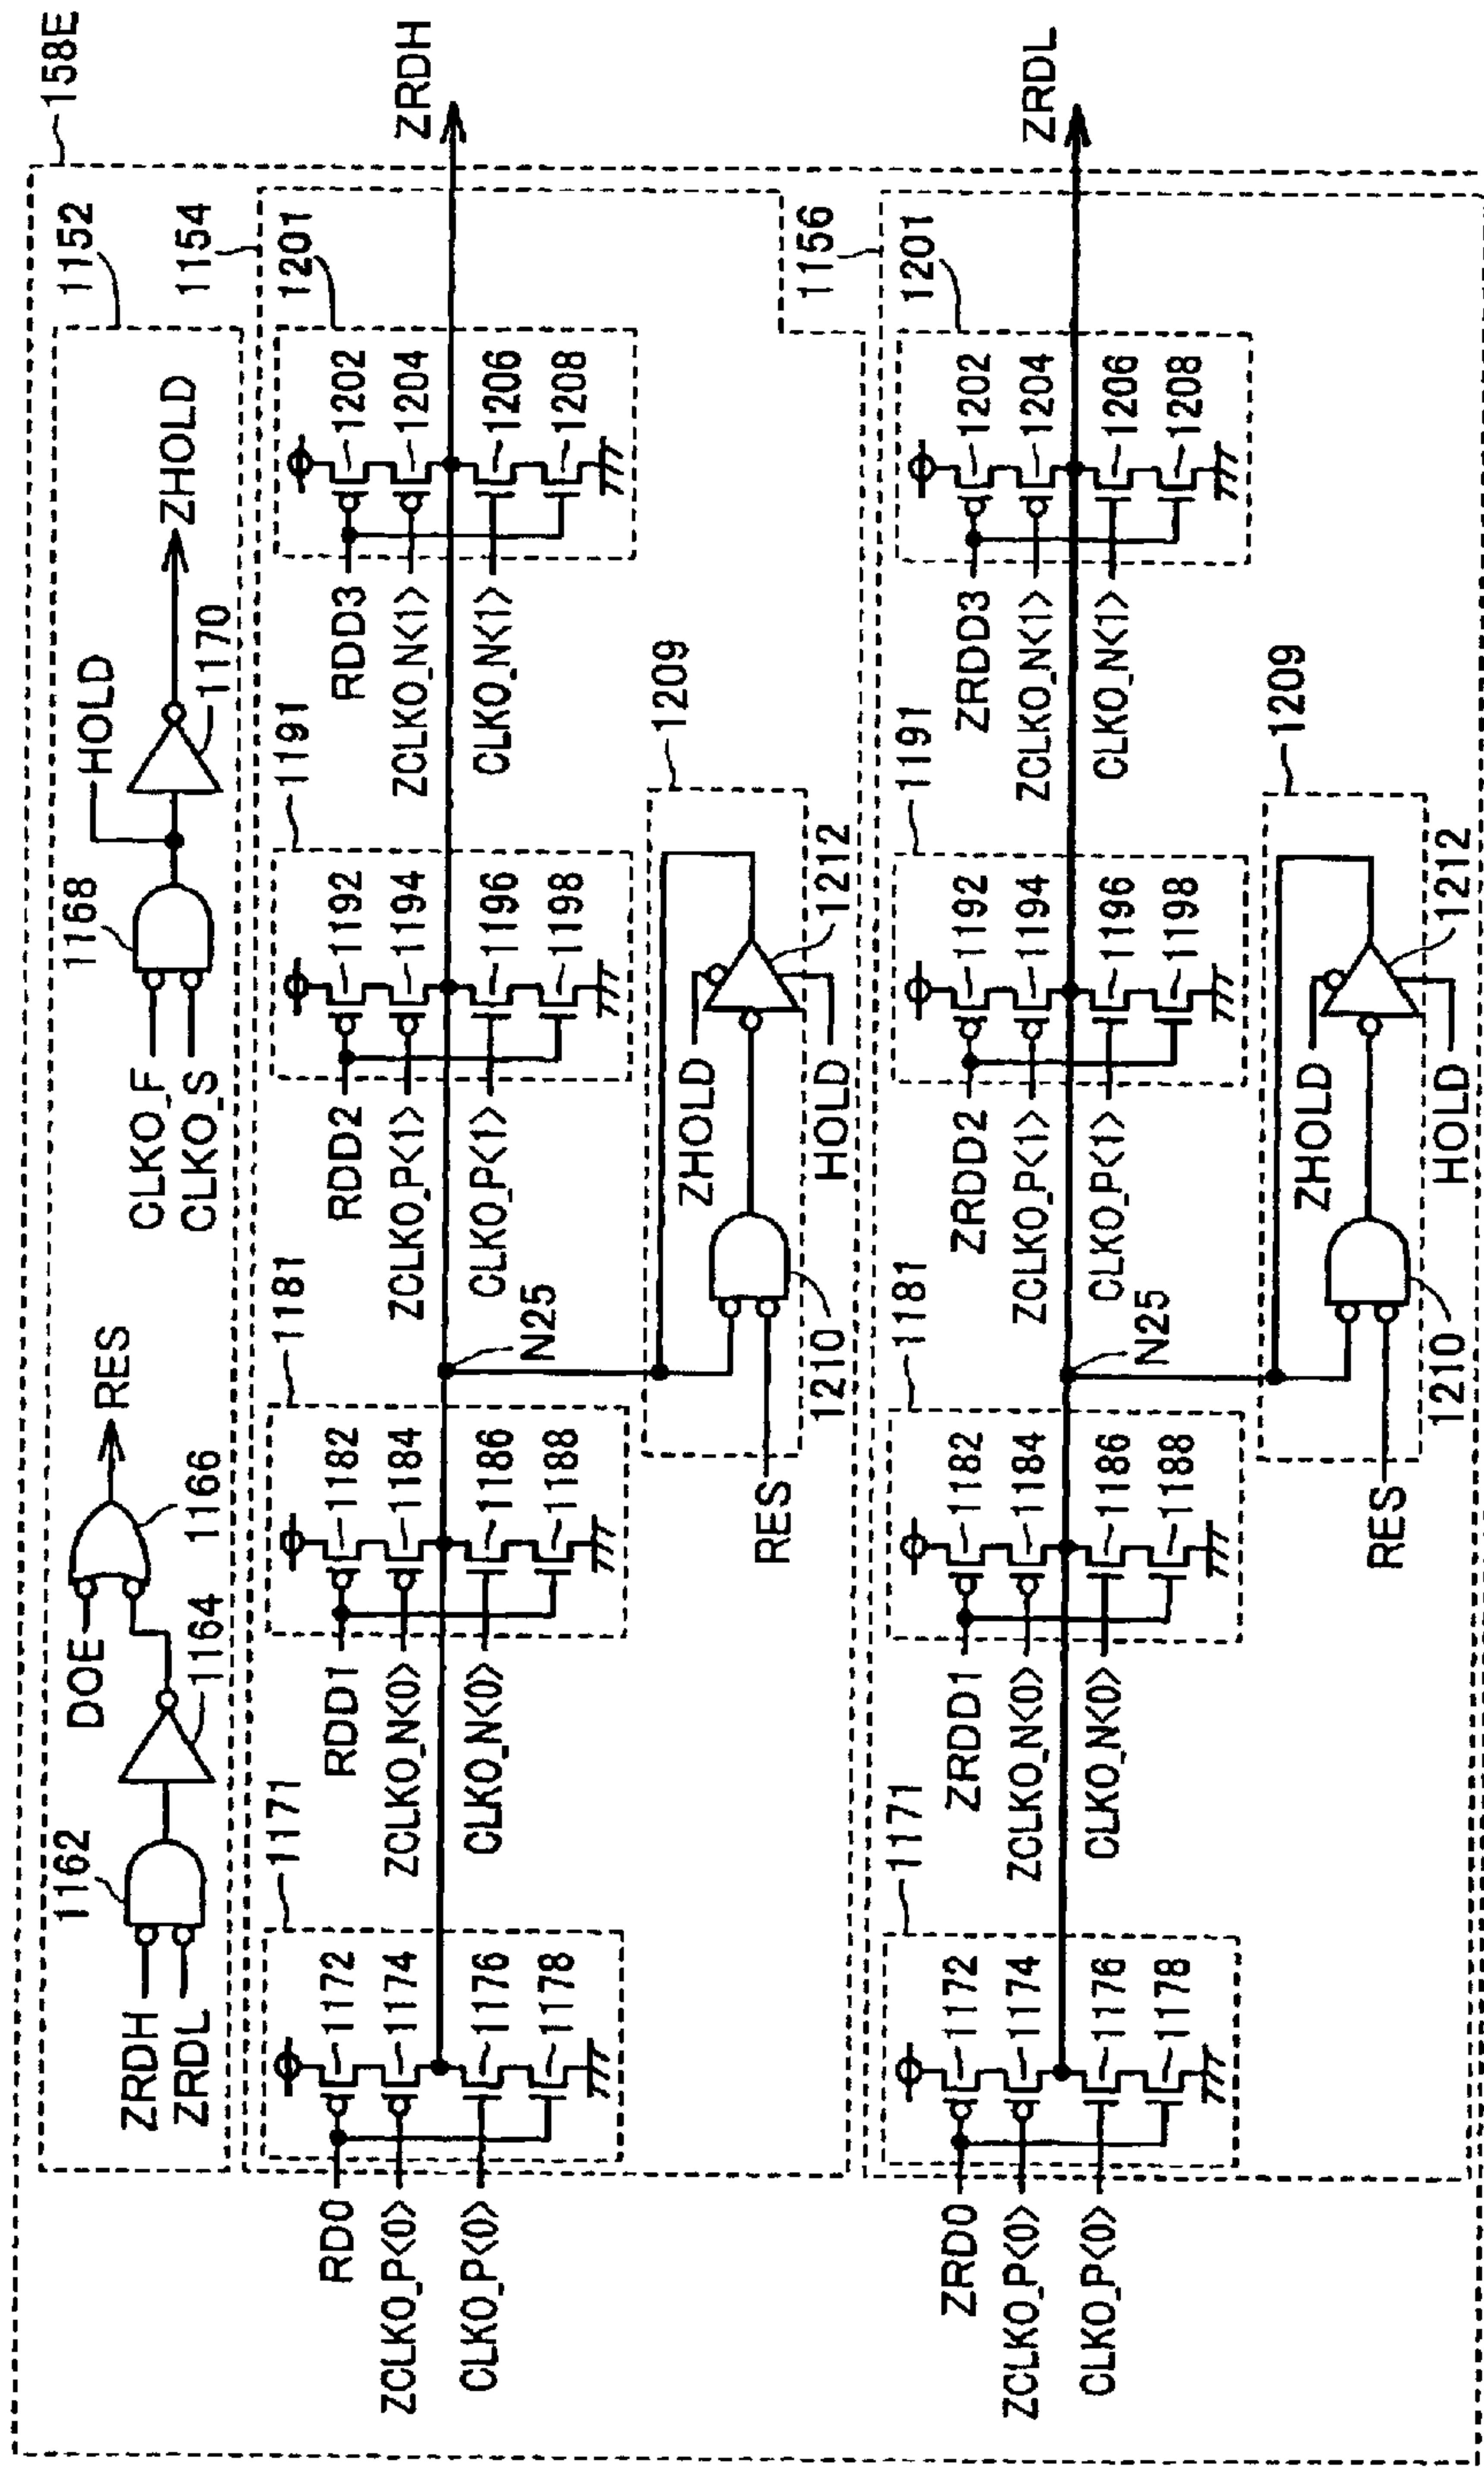 158E
1152
ZRDH
ZRDL
1162
1164
DOE
1166
RES
CLKO_F
CLKO_S
1168
HOLD
1170
ZHOLD
1154
1171
RD0
ZCLKO_P<0>
CLKO_P<0>
1172
1174
1176
1178
1181
RDD1
ZCLKO_N<0>
CLKO_N<0>
1182
1184
1186
1188
N25
1191
RDD2
ZCLKO_P<1>
CLKO_P<1>
1192
1194
1196
1198
1201
RDD3
ZCLKO_N<1>
CLKO_N<1>
1202
1204
1206
1208
ZRDH
1209
RES
1210
ZHOLD
HOLD
1212
1156
1171
ZRD0
ZCLKO_P<0>
CLKO_P<0>
1172
1174
1176
1178
1181
ZRDD1
ZCLKO_N<0>
CLKO_N<0>
1182
1184
1186
1188
N25
1191
ZRDD2
ZCLKO_P<1>
CLKO_P<1>
1192
1194
1196
1198
1201
ZRDD3
ZCLKO_N<1>
CLKO_N<1>
1202
1204
1206
1208
ZRDL
1209
RES
1210
ZHOLD
HOLD
1212